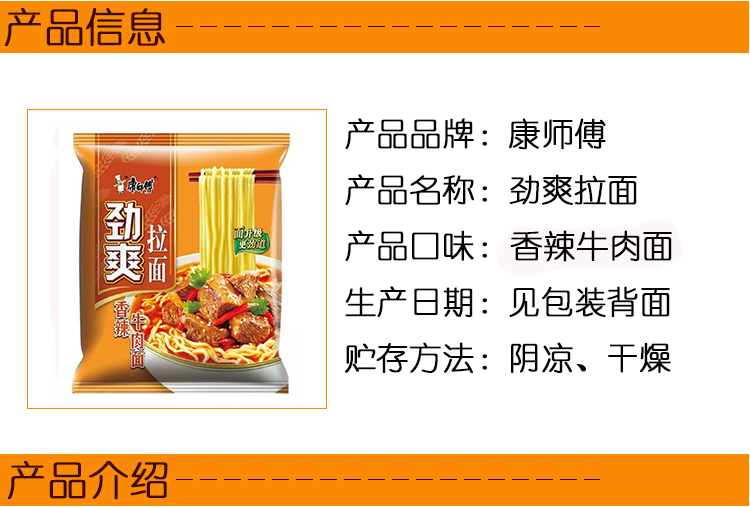 产品信息
产品品牌：康师傅
产品名称：劲爽拉面
产品口味：香辣牛肉面
生产日期：见包装背面
贮存方法：阴凉、干燥
康师傅
劲爽
拉面
面升级
更劲道
香辣
牛肉面
产品介绍